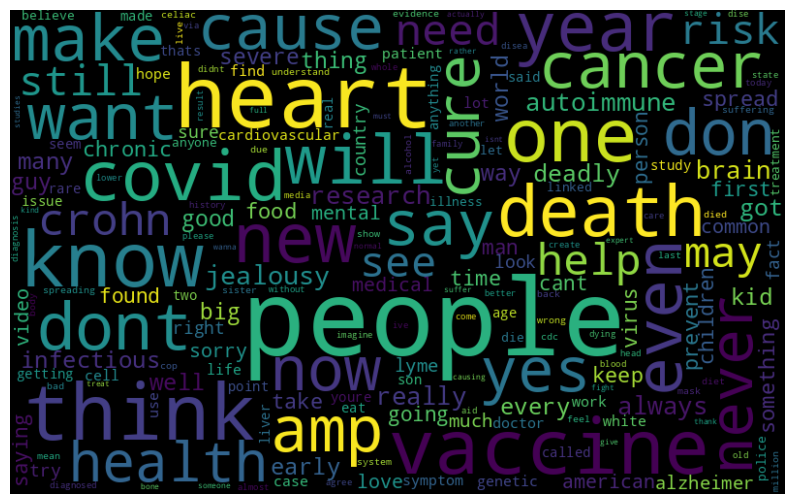 believe
made
evidence
celiac
via
actually
stage
dise
live
thats
rather
disea
make
cause
need
year
risk
severe
thing
patient
whole
hope
find
understand
didnt
world
said
state
today
still
heart
cure
cancer
studies
result
full
real
anything
must
another
isnt
suffering
sure
cardiovascular
country
lot
autoimmune
spread
want
anyone
seem
chronic
due
yet
family
let
person
treatment
many
lower
alcohol
one
don
covid
will
way
deadly
linked
study
brain
guy
rare
media
illness
died
first
issue
research
crohn
good
food
mental
history
please
say
death
got
kind
wanna
show
man
common
care
diagnosis
new
normal
create
expert
last
know
see
help
may
fact
spreading
jealousy
medical
look
time
cant
sister
without
suffer
better
back
video
found
two
big
people
age
wrong
virus
kid
prevent
children
something
dont
right
imagine
ive
come
die
cdc
dying
even
never
body
sorry
now
yes
blood
head
infectious
cop
life
lyme
keep
getting
cell
causing
fight
mask
diet
bad
treat
well
point
youre
son
really
aid
think
use
take
eat
going
every
work
always
saying
liver
amp
much
doctor
feel
thank
white
vaccine
give
old
police
million
mean
try
health
early
system
called
diagnosed
bone
someone
almost
case
agree
love
symptom
genetic
american
alzheimer